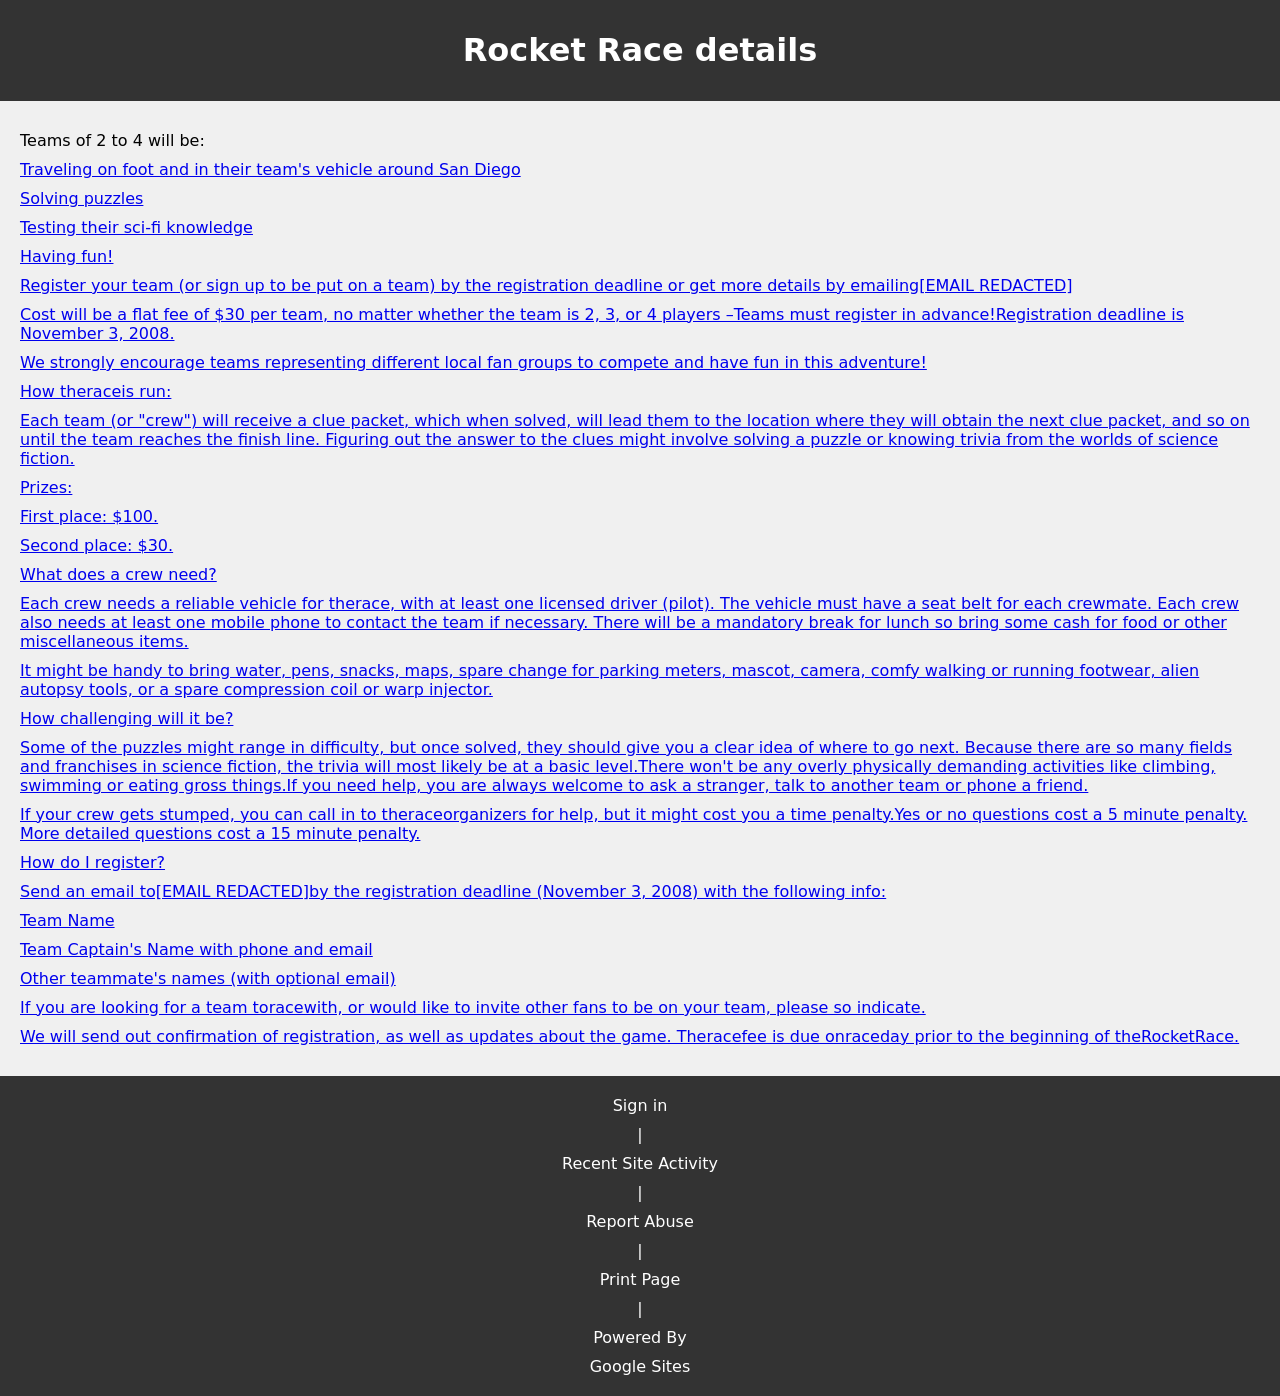 Rocket Race details
Teams of 2 to 4 will be:
Traveling on foot and in their team's vehicle around San Diego
Solving puzzles
Testing their sci-fi knowledge
Having fun!
Register your team (or sign up to be put on a team) by the registration deadline or get more details by emailing[EMAIL REDACTED]
Cost will be a flat fee of $30 per team, no matter whether the team is 2, 3, or 4 players –Teams must register in advance!Registration deadline is
November 3, 2008.
We strongly encourage teams representing different local fan groups to compete and have fun in this adventure!
How theraceis run:
Each team (or "crew") will receive a clue packet, which when solved, will lead them to the location where they will obtain the next clue packet, and so on
until the team reaches the finish line. Figuring out the answer to the clues might involve solving a puzzle or knowing trivia from the worlds of science
fiction.
Prizes:
First place: $100.
Second place: $30.
What does a crew need?
Each crew needs a reliable vehicle for therace, with at least one licensed driver (pilot). The vehicle must have a seat belt for each crewmate. Each crew
also needs at least one mobile phone to contact the team if necessary. There will be a mandatory break for lunch so bring some cash for food or other
miscellaneous items.
It might be handy to bring water, pens, snacks, maps, spare change for parking meters, mascot, camera, comfy walking or running footwear, alien
autopsy tools, or a spare compression coil or warp injector.
How challenging will it be?
Some of the puzzles might range in difficulty, but once solved, they should give you a clear idea of where to go next. Because there are so many fields
and franchises in science fiction, the trivia will most likely be at a basic level.There won't be any overly physically demanding activities like climbing,
swimming or eating gross things.If you need help, you are always welcome to ask a stranger, talk to another team or phone a friend.
If your crew gets stumped, you can call in to theraceorganizers for help, but it might cost you a time penalty.Yes or no questions cost a 5 minute penalty.
More detailed questions cost a 15 minute penalty.
How do I register?
Send an email to[EMAIL REDACTED]by the registration deadline (November 3, 2008) with the following info:
Team Name
Team Captain's Name with phone and email
Other teammate's names (with optional email)
If you are looking for a team toracewith, or would like to invite other fans to be on your team, please so indicate.
We will send out confirmation of registration, as well as updates about the game. Theracefee is due onraceday prior to the beginning of theRocketRace.
Sign in
|
Recent Site Activity
|
Report Abuse
|
Print Page
|
Powered By
Google Sites